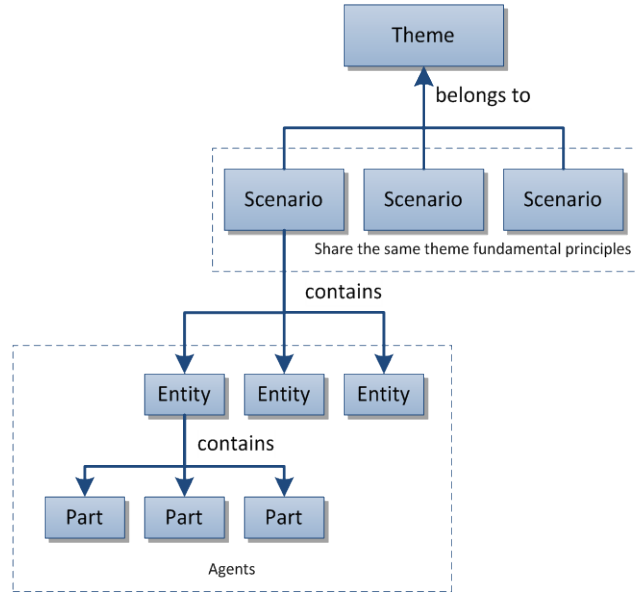 Theme
belongs to
Scenario Scenario Scenario
Share the same theme fundamental principles
contains
Entity Entity Entity
contains
Part Part Part
Agents